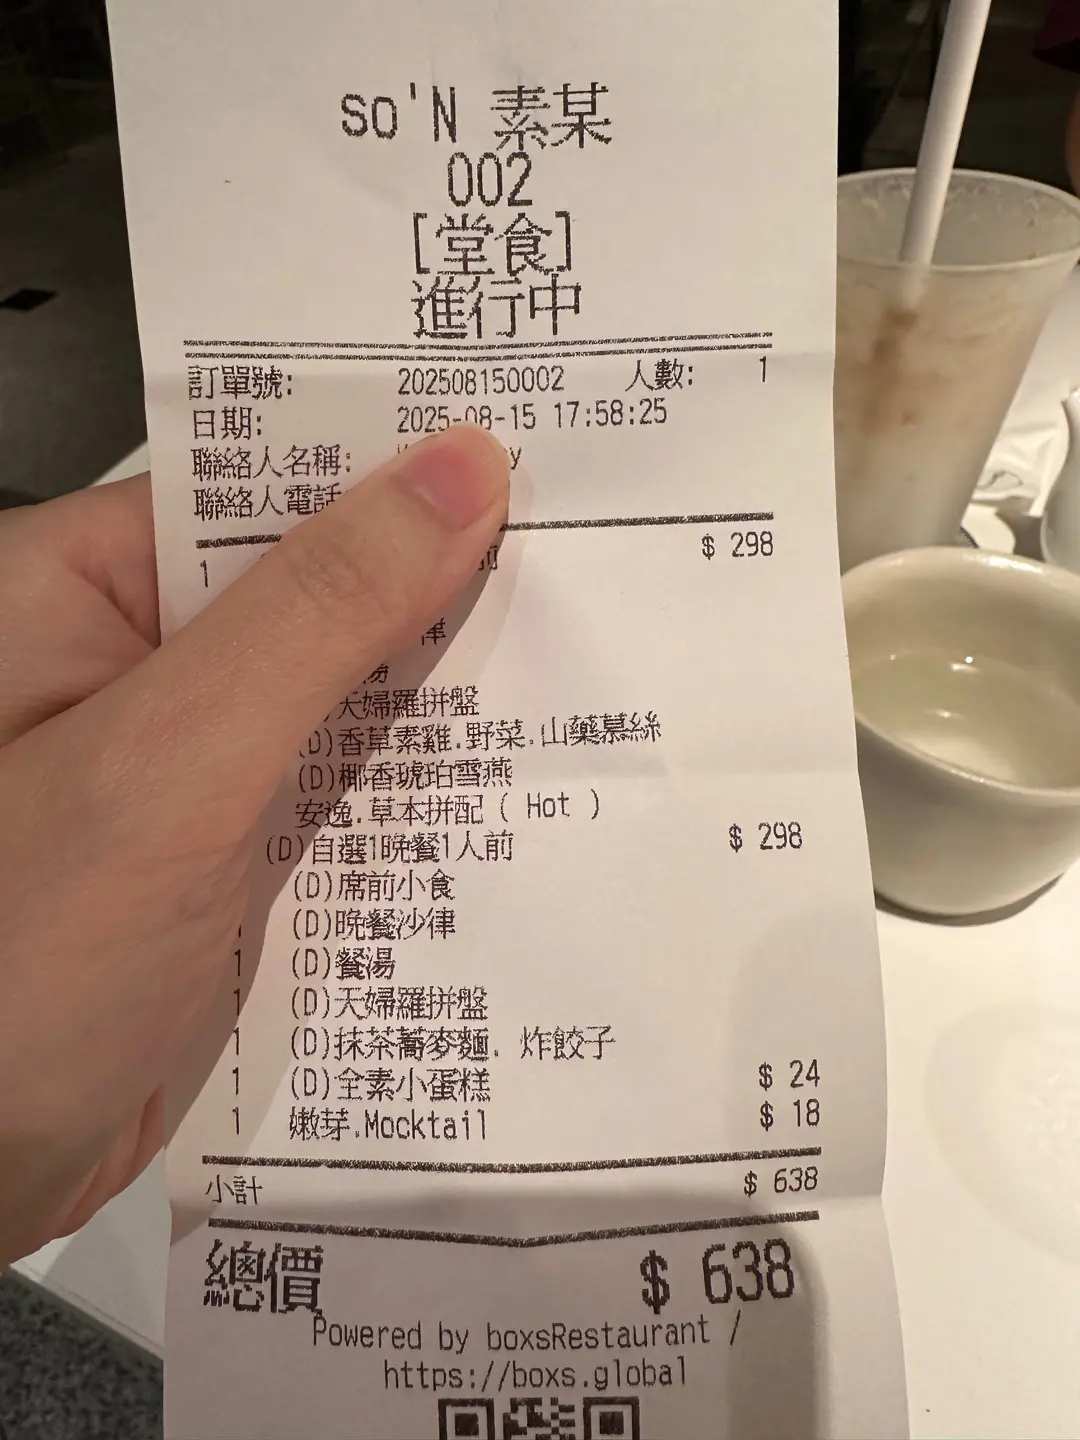 so'N 素某
002
[堂食]
進行中
訂單號: 202508150002 人數: 1
日期: 2025-08-15 17:58:25
聯絡人名稱:
聯絡人電話
1 前 $ 298
律
湯
天婦羅拼盤
(D)香草素雞.野菜.山藥慕絲
(D)椰香琥珀雪燕
安逸.草本拼配 ( Hot )
(D)自選1晚餐1人前 $ 298
(D)席前小食
(D)晚餐沙律
1 (D)餐湯
1 (D)天婦羅拼盤
1 (D)抹茶蕎麥麵. 炸餃子
1 (D)全素小蛋糕 $ 24
1 嫩芽.Mocktail $ 18
小計 $ 638
總價 $ 638
Powered by boxsRestaurant /
https://boxs.global